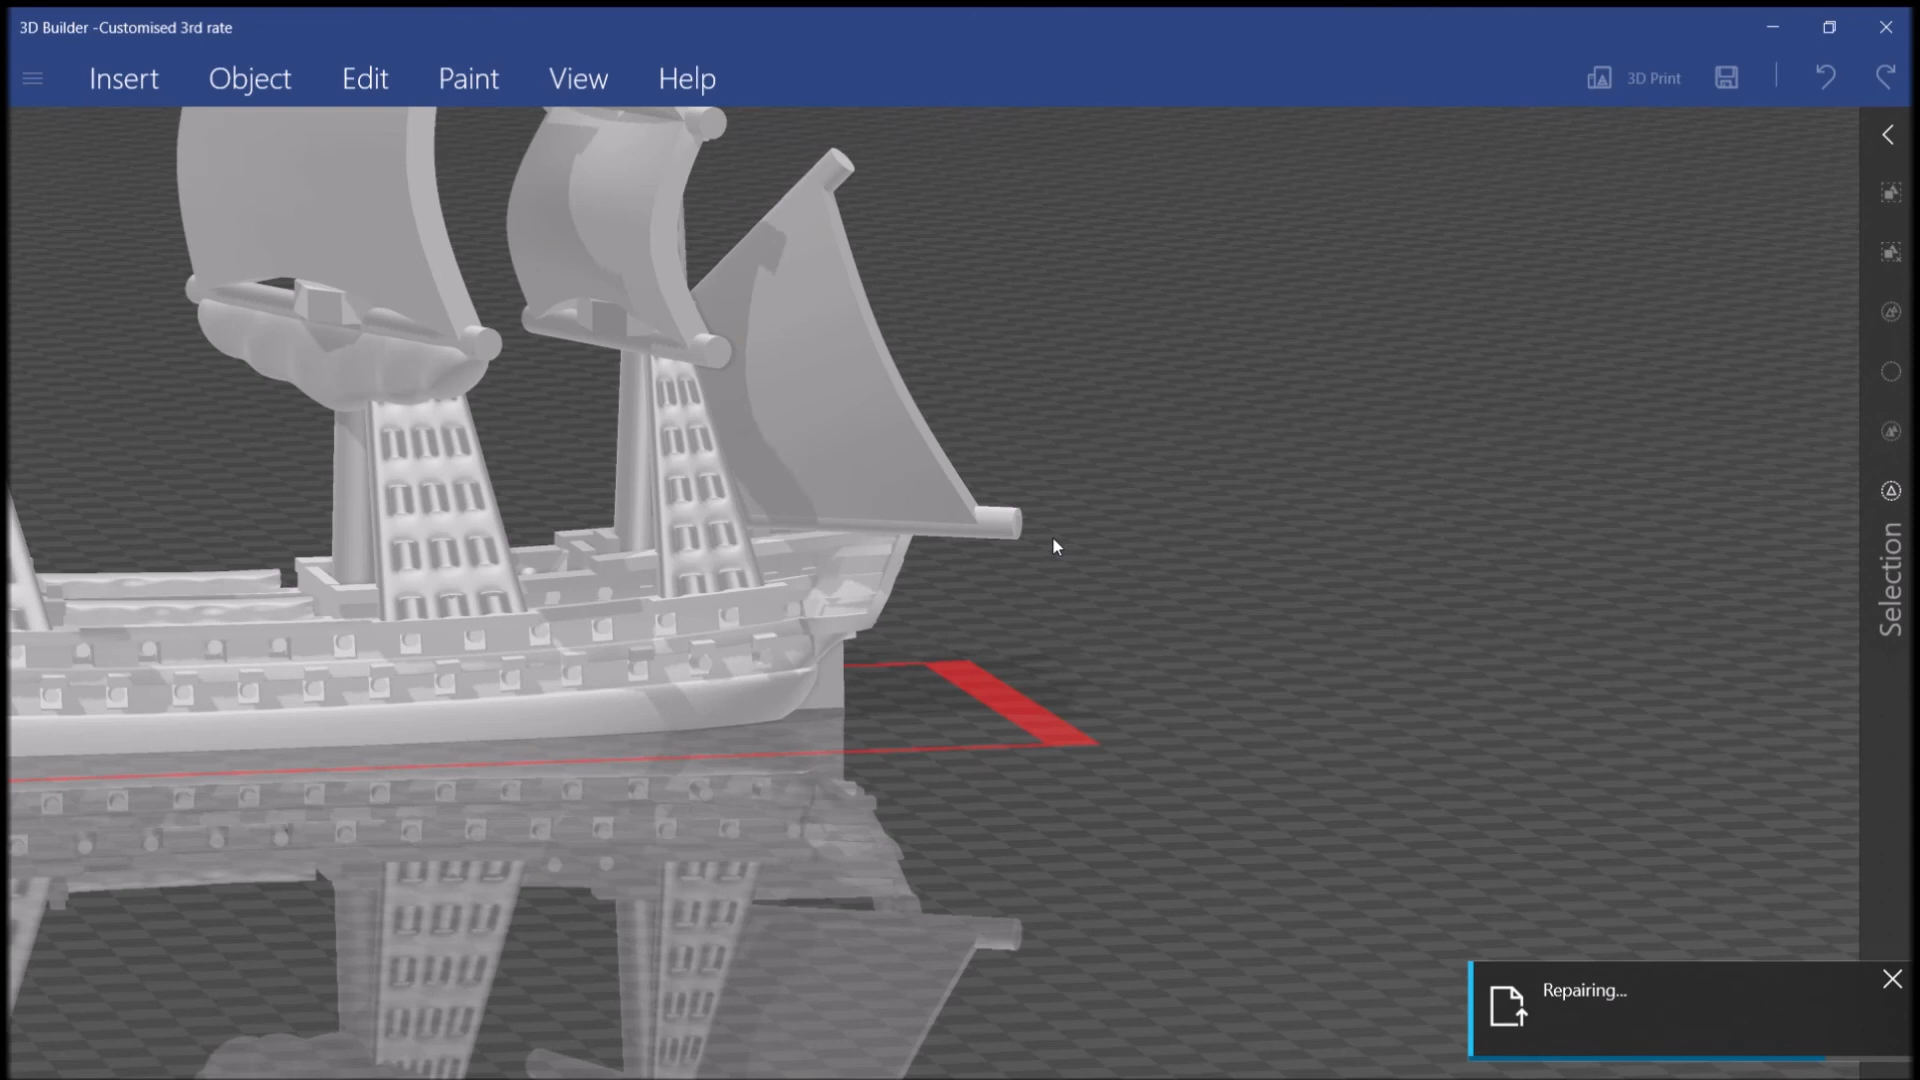 3D Builder -Customised 3rd rate
Insert
Object
Edit
Paint
View
Help
3D Print
Selection
Repairing...